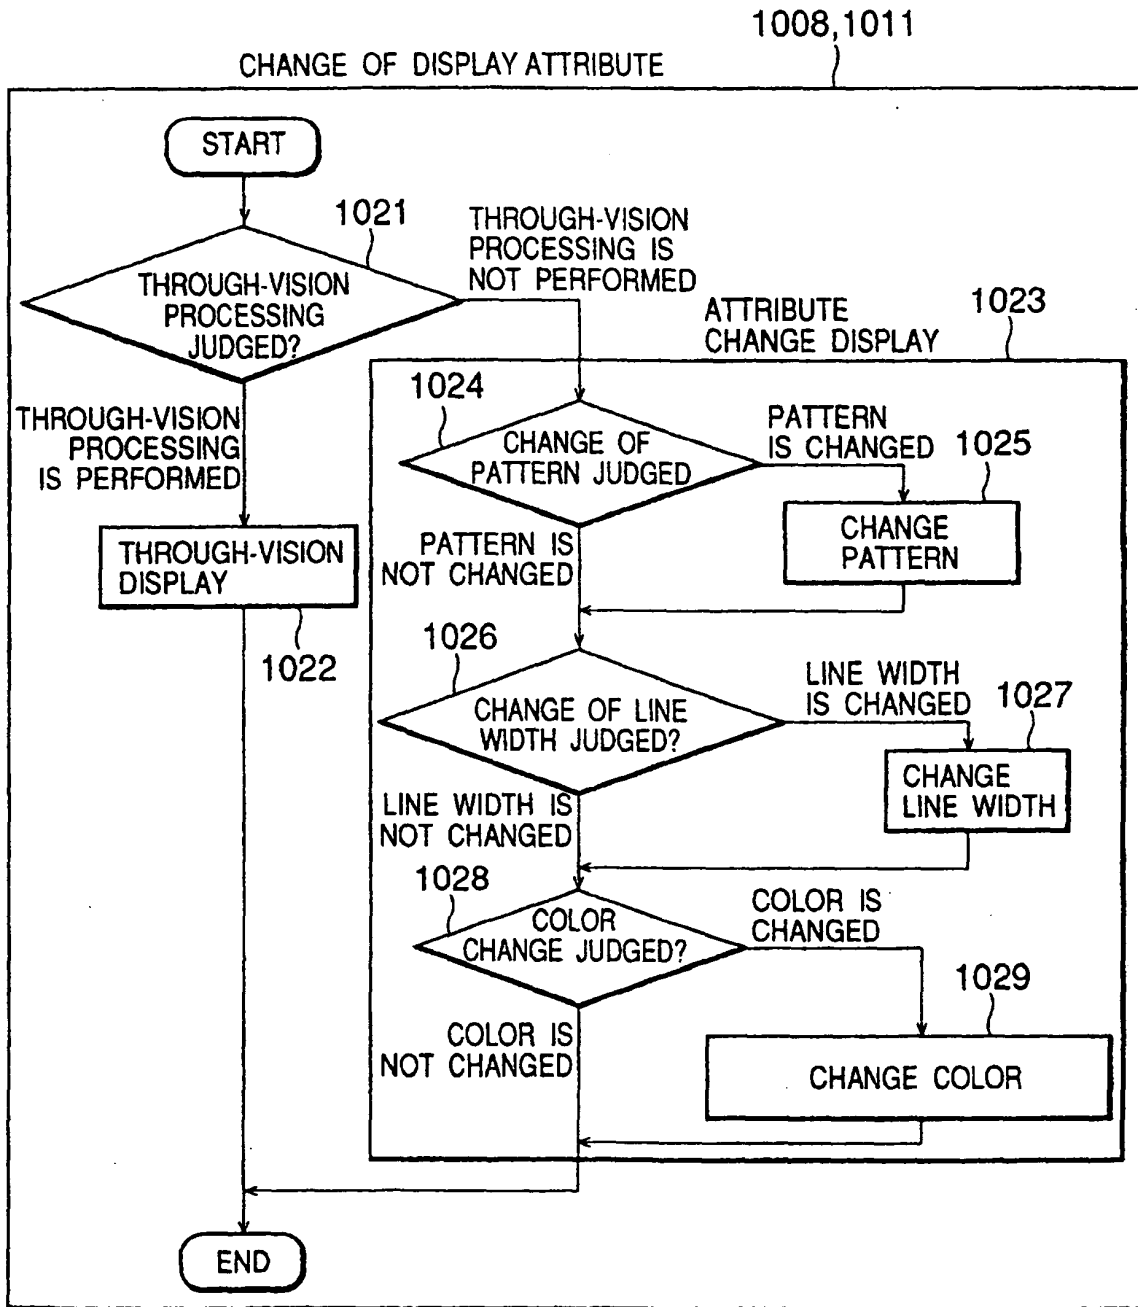 1008,1011
CHANGE OF DISPLAY ATTRIBUTE
START
1021
THROUGH-VISION
PROCESSING IS
NOT PERFORMED
THROUGH-VISION
PROCESSING
JUDGED?
ATTRIBUTE
CHANGE DISPLAY
1023
THROUGH-VISION
PROCESSING
IS PERFORMED
1024
CHANGE OF
PATTERN JUDGED
PATTERN
IS CHANGED
1025
CHANGE
PATTERN
THROUGH-VISION
DISPLAY
1022
PATTERN IS
NOT CHANGED
1026
CHANGE OF LINE
WIDTH JUDGED?
LINE WIDTH
IS CHANGED
1027
CHANGE
LINE WIDTH
LINE WIDTH IS
NOT CHANGED
1028
COLOR
CHANGE JUDGED?
COLOR IS
CHANGED
1029
CHANGE COLOR
COLOR IS
NOT CHANGED
END